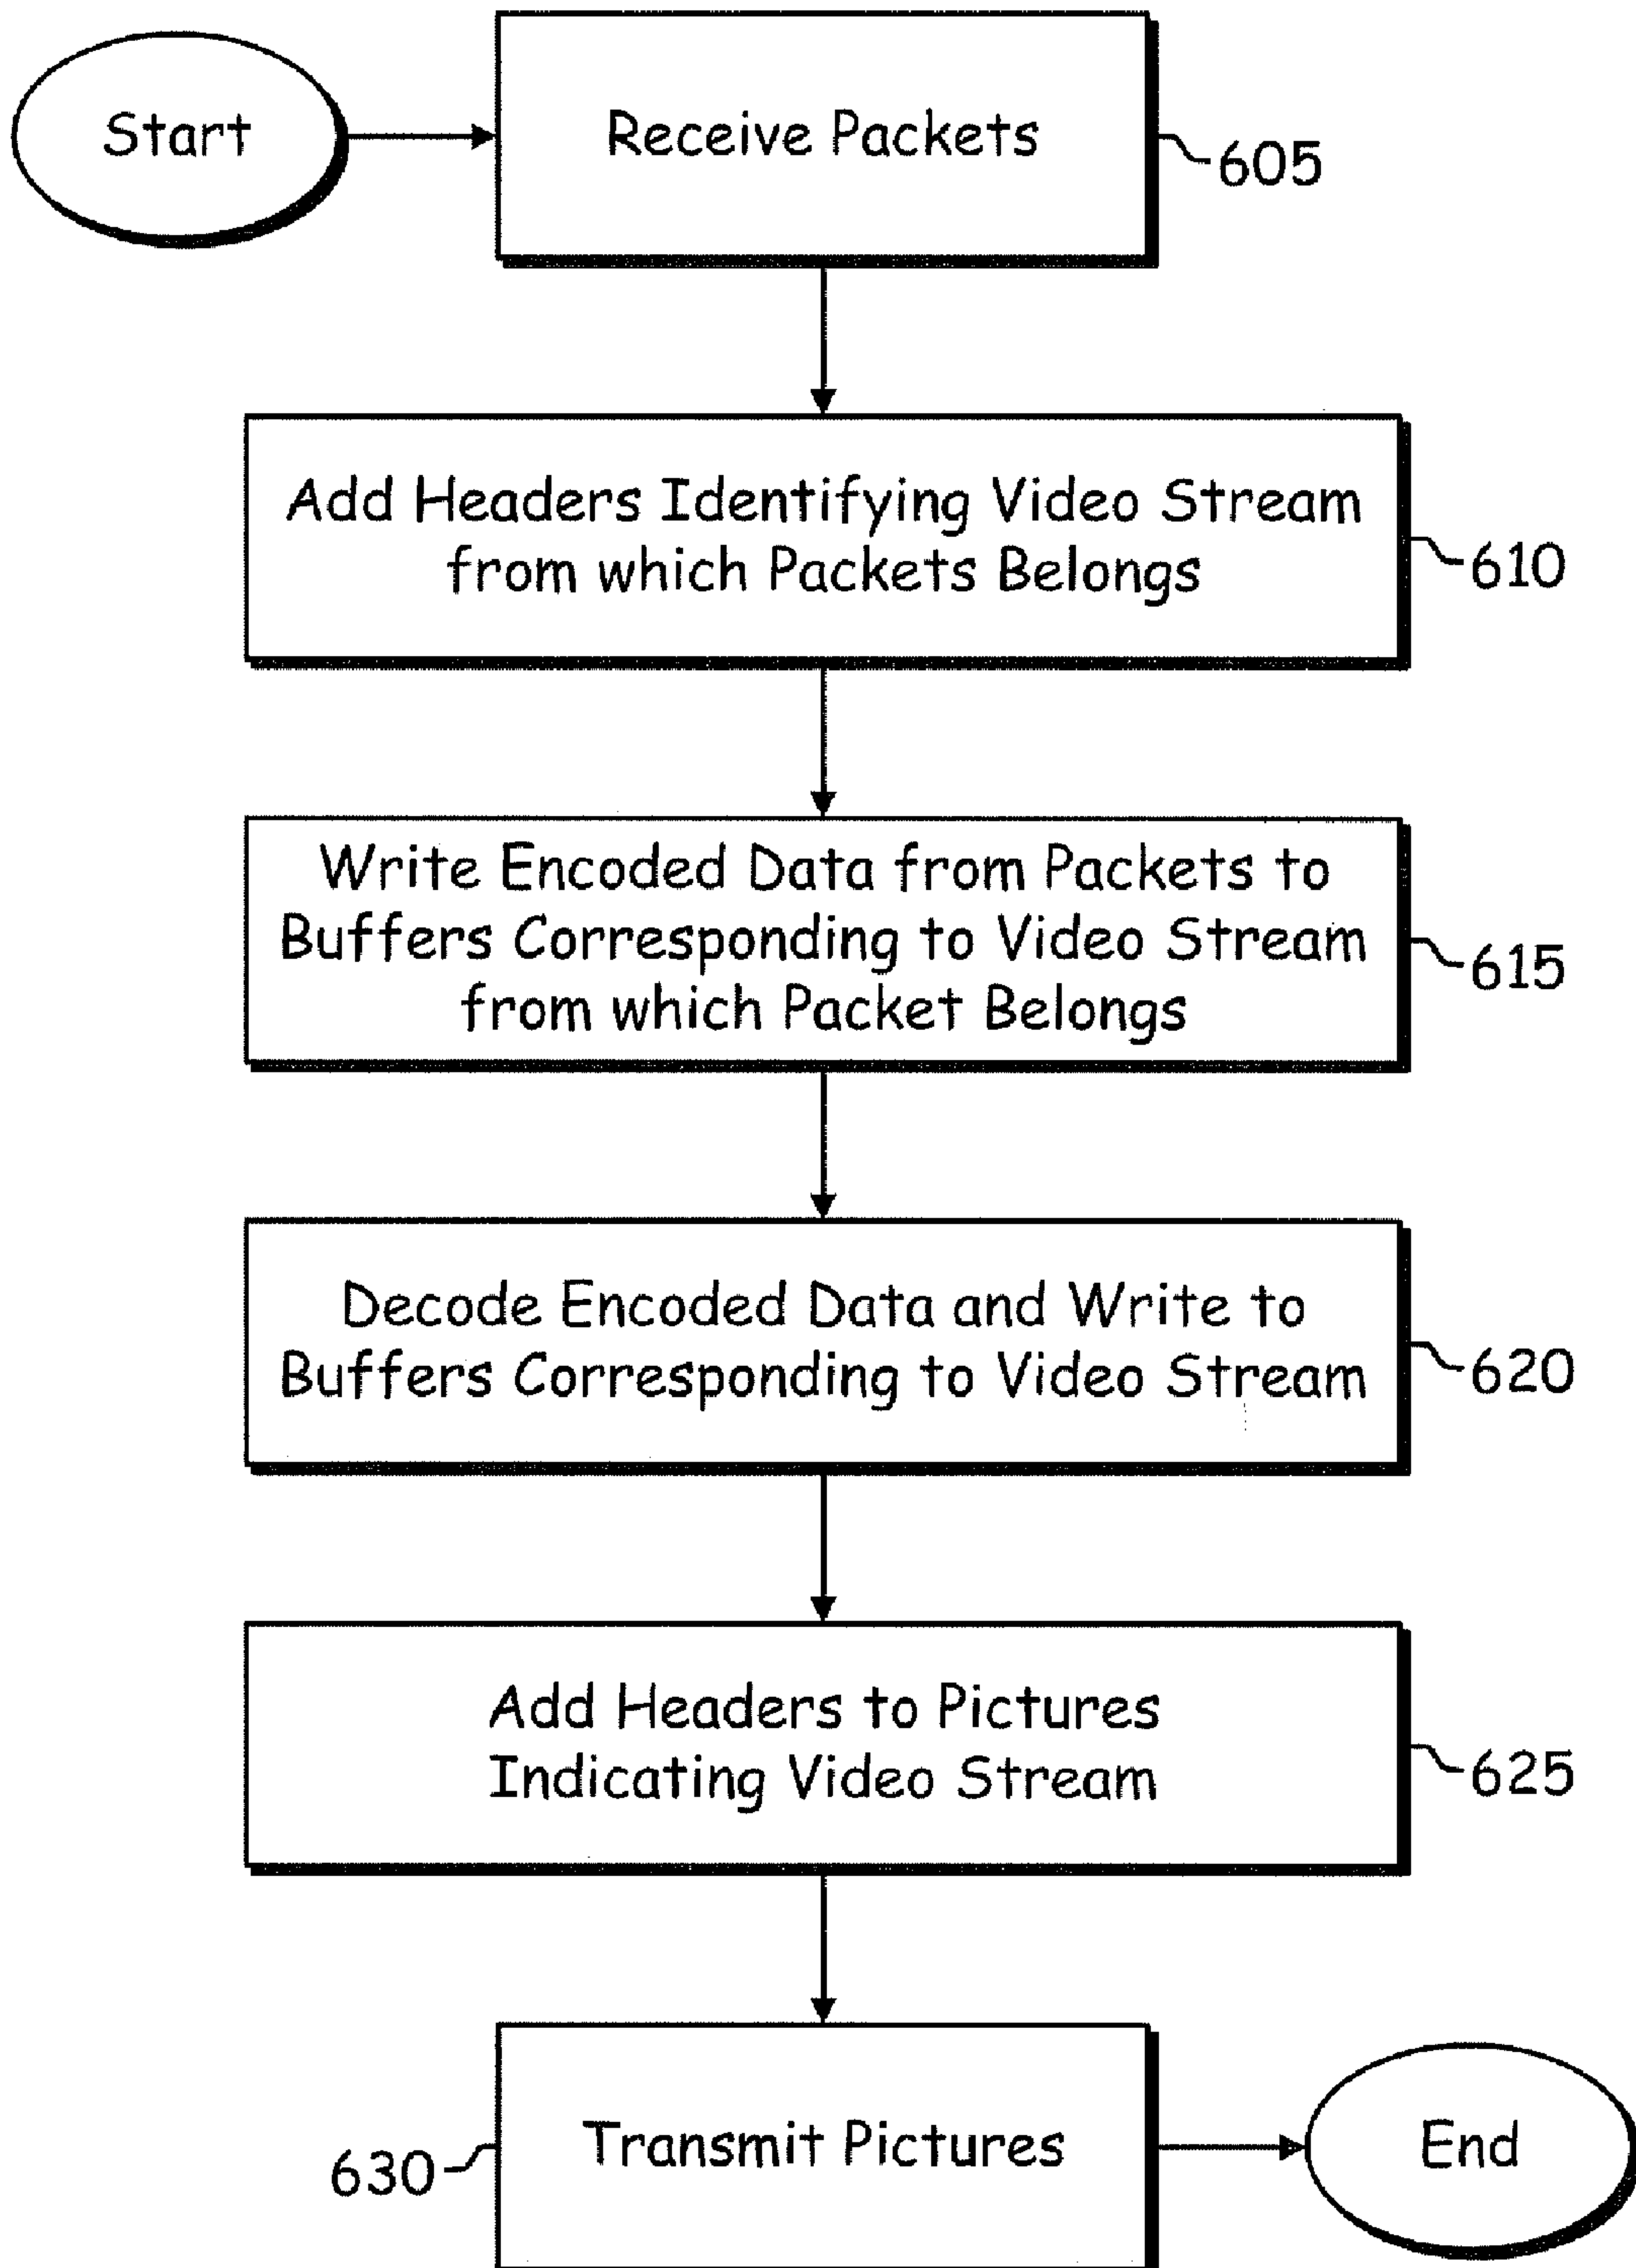 Start
Receive Packets
605
Add Headers Identifying Video Stream
from which Packets Belongs
610
Write Encoded Data from Packets to
Buffers Corresponding to Video Stream
from which Packet Belongs
615
Decode Encoded Data and Write to
Buffers Corresponding to Video Stream
620
Add Headers to Pictures
Indicating Video Stream
625
630
Transmit Pictures
End